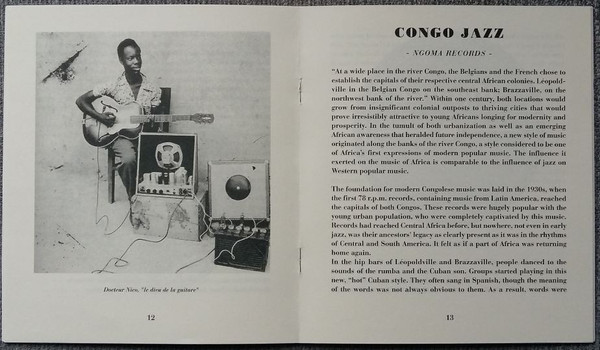 Docteur Nico, "le dieu de la guitare"
12
CONGO JAZZ
- NGOMA RECORDS -
"At a wide place in the river Congo, the Belgians and the French chose to
establish the capitals of their respective central African colonies. Léopold-
ville in the Belgian Congo on the southeast bank; Brazzaville, on the
northwest bank of the river." Within one century, both locations would
grow from insignificant colonial outposts to thriving cities that would
prove irresistibly attractive to young Africans longing for modernity and
prosperity. In the tumult of both urbanization as well as an emerging
African awareness that heralded future independence, a new style of music
originated along the banks of the river Congo, a style considered to be one
of Africa's first expressions of modern popular music. The influence it
exerted on the music of Africa is comparable to the influence of jazz on
Western popular music.
The foundation for modern Congolese music was laid in the 1930s, when
the first 78 r.p.m. records, containing music from Latin America, reached
the capitals of both Congos. These records were hugely popular with the
young urban population, who were completely captivated by this music.
Records had reached Central Africa before, but nowhere, not even in early
jazz, was their ancestors' legacy as clearly present as it was in the rhythms
of Central and South America. It felt as if a part of Africa was returning
home again.
In the hip bars of Léopoldville and Brazzaville, people danced to the
sounds of the rumba and the Cuban son. Groups started playing in this
new, "hot" Cuban style. They often sang in Spanish, though the meaning
of the words was not always obvious to them. As a result, words were
13